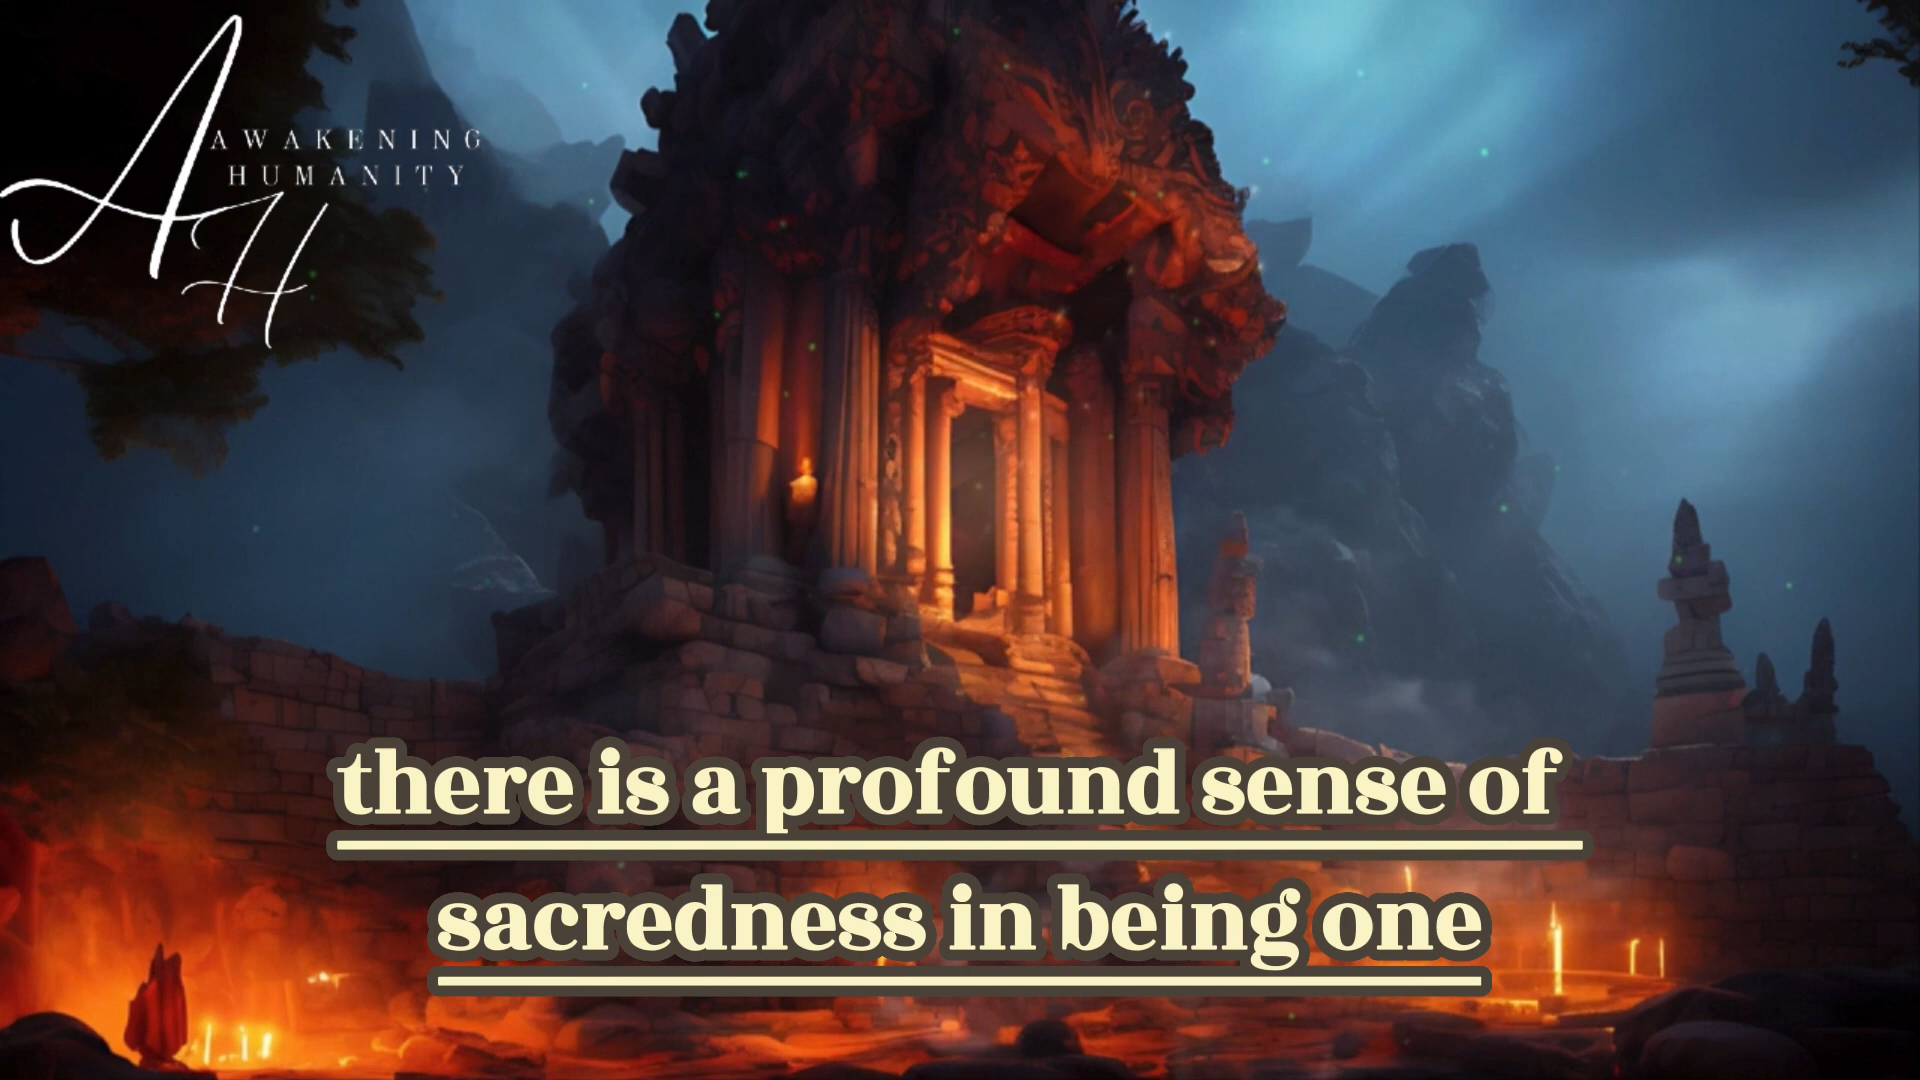 AWAKENING
HUMANITY
AH
there is a profound sense of
sacredness in being one